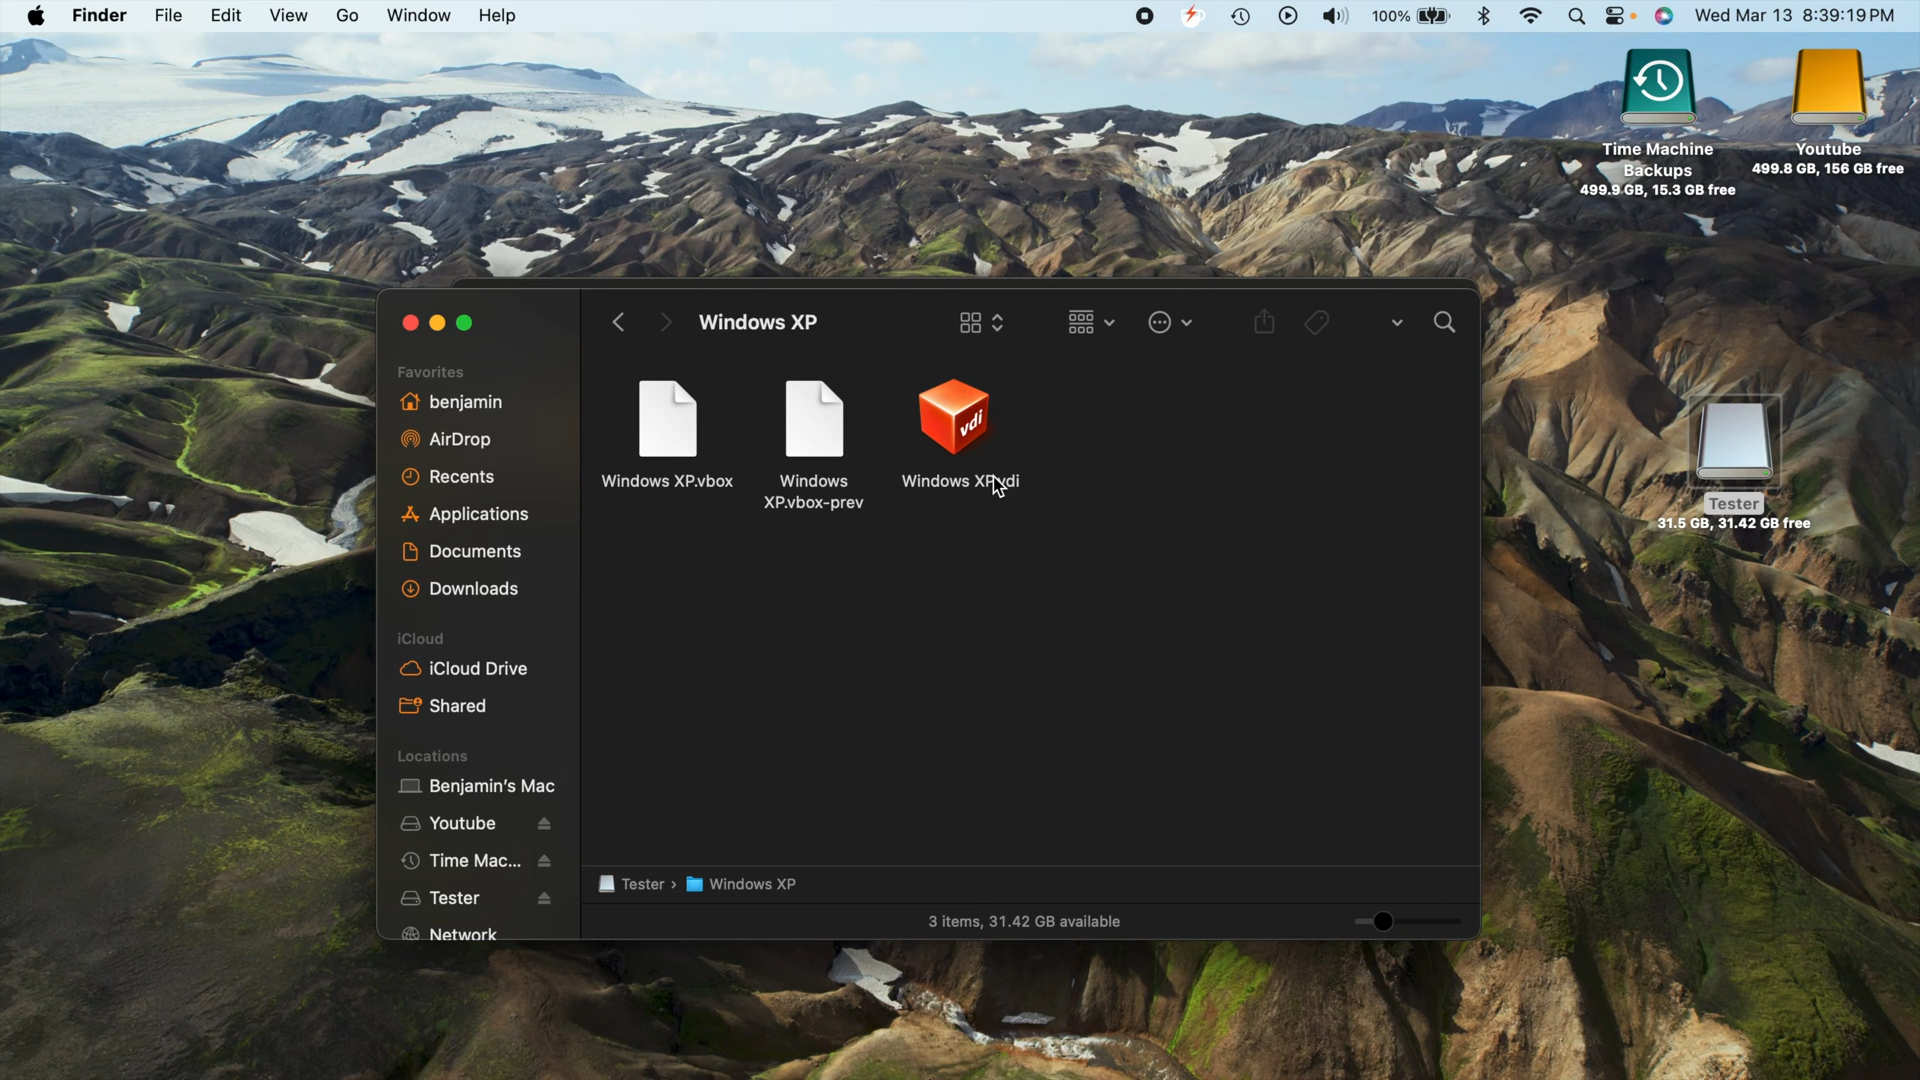 Finder File Edit View Go Window Help 100% Wed Mar 13 8:39:19 PM
Time Machine
Backups
499.9 GB, 15.3 GB free
Youtube
499.8 GB, 156 GB free
Windows XP
Favorites
benjamin
AirDrop
Recents
Applications
Documents
Downloads
iCloud
iCloud Drive
Shared
Locations
Benjamin's Mac
Youtube
Time Mac...
Tester
Network
Windows XP.vbox
Windows
XP.vbox-prev
vdi
Windows XP.vdi
Tester
31.5 GB, 31.42 GB free
Tester › Windows XP
3 items, 31.42 GB available